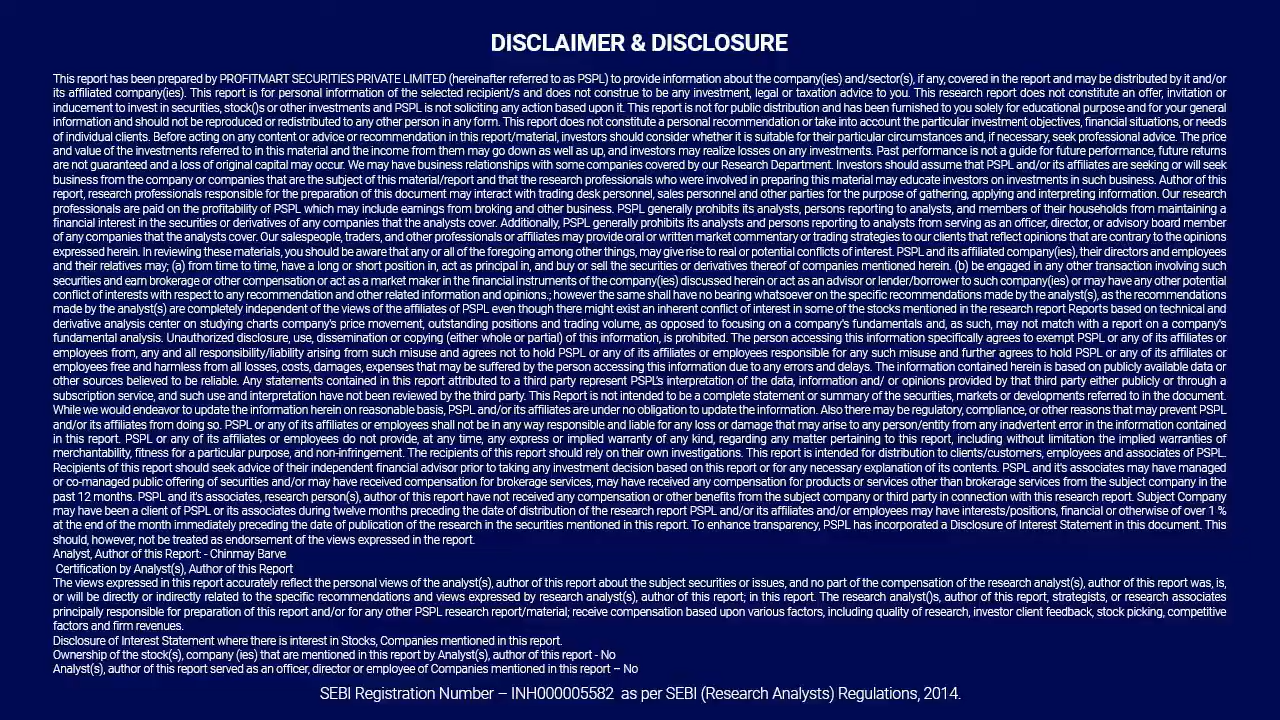 DISCLAIMER & DISCLOSURE
This report has been prepared by PROFITMART SECURITIES PRIVATE LIMITED (hereinafter referred to as PSPL) to provide information about the company(ies) and/sector(s), if any, covered in the report and may be distributed by it and/or
its affiliated company(ies). This report is for personal information of the selected recipient/s and does not construe to be any investment, legal or taxation advice to you. This research report does not constitute an offer, invitation or
inducement to invest in securities, stock()s or other investments and PSPL is not soliciting any action based upon it. This report is not for public distribution and has been furnished to you solely for educational purpose and for your general
information and should not be reproduced or redistributed to any other person in any form. This report does not constitute a personal recommendation or take into account the particular investment objectives, financial situations, or needs
of individual clients. Before acting on any content or advice or recommendation in this report/material, investors should consider whether it is suitable for their particular circumstances and, if necessary, seek professional advice. The price
and value of the investments referred to in this material and the income from them may go down as well as up, and investors may realize losses on any investments. Past performance is not a guide for future performance, future returns
are not guaranteed and a loss of original capital may occur. We may have business relationships with some companies covered by our Research Department. Investors should assume that PSPL and/or its affiliates are seeking or will seek
business from the company or companies that are the subject of this material/report and that the research professionals who were involved in preparing this material may educate investors on investments in such business. Author of this
report, research professionals responsible for the preparation of this document may interact with trading desk personnel, sales personnel and other parties for the purpose of gathering, applying and interpreting information. Our research
professionals are paid on the profitability of PSPL which may include earnings from broking and other business. PSPL generally prohibits its analysts, persons reporting to analysts, and members of their households from maintaining a
financial interest in the securities or derivatives of any companies that the analysts cover. Additionally, PSPL generally prohibits its analysts and persons reporting to analysts from serving as an officer, director, or advisory board member
of any companies that the analysts cover. Our salespeople, traders, and other professionals or affiliates may provide oral or written market commentary or trading strategies to our clients that reflect opinions that are contrary to the opinions
expressed herein. In reviewing these materials, you should be aware that any or all of the foregoing among other things, may give rise to real or potential conflicts of interest. PSPL and its affiliated company(ies), their directors and employees
and their relatives may; (a) from time to time, have a long or short position in, act as principal in, and buy or sell the securities or derivatives thereof of companies mentioned herein. (b) be engaged in any other transaction involving such
securities and earn brokerage or other compensation or act as a market maker in the financial instruments of the company(ies) discussed herein or act as an advisor or lender/borrower to such company(ies) or may have any other potential
conflict of interests with respect to any recommendation and other related information and opinions.; however the same shall have no bearing whatsoever on the specific recommendations made by the analyst(s), as the recommendations
made by the analyst(s) are completely independent of the views of the affiliates of PSPL even though there might exist an inherent conflict of interest in some of the stocks mentioned in the research report Reports based on technical and
derivative analysis center on studying charts company's price movement, outstanding positions and trading volume, as opposed to focusing on a company's fundamentals and, as such, may not match with a report on a company's
fundamental analysis. Unauthorized disclosure, use, dissemination or copying (either whole or partial) of this information, is prohibited. The person accessing this information specifically agrees to exempt PSPL or any of its affiliates or
employees from, any and all responsibility/liability arising from such misuse and agrees not to hold PSPL or any of its affiliates or employees responsible for any such misuse and further agrees to hold PSPL or any of its affiliates or
employees free and harmless from all losses, costs, damages, expenses that may be suffered by the person accessing this information due to any errors and delays. The information contained herein is based on publicly available data or
other sources believed to be reliable. Any statements contained in this report attributed to a third party represent PSPL's interpretation of the data, information and/ or opinions provided by that third party either publicly or through a
subscription service, and such use and interpretation have not been reviewed by the third party. This Report is not intended to be a complete statement or summary of the securities, markets or developments referred to in the document.
While we would endeavor to update the information herein on reasonable basis, PSPL and/or its affiliates are under no obligation to update the information. Also there may be regulatory, compliance, or other reasons that may prevent PSPL
and/or its affiliates from doing so. PSPL or any of its affiliates or employees shall not be in any way responsible and liable for any loss or damage that may arise to any person/entity from any inadvertent error in the information contained
in this report. PSPL or any of its affiliates or employees do not provide, at any time, any express or implied warranty of any kind, regarding any matter pertaining to this report, including without limitation the implied warranties of
merchantability, fitness for a particular purpose, and non-infringement. The recipients of this report should rely on their own investigations. This report is intended for distribution to clients/customers, employees and associates of PSPL.
Recipients of this report should seek advice of their independent financial advisor prior to taking any investment decision based on this report or for any necessary explanation of its contents. PSPL and it's associates may have managed
or co-managed public offering of securities and/or may have received compensation for brokerage services, may have received any compensation for products or services other than brokerage services from the subject company in the
past 12 months. PSPL and it's associates, research person(s), author of this report have not received any compensation or other benefits from the subject company or third party in connection with this research report. Subject Company
may have been a client of PSPL or its associates during twelve months preceding the date of distribution of the research report PSPL and/or its affiliates and/or employees may have interests/positions, financial or otherwise of over 1 %
at the end of the month immediately preceding the date of publication of the research in the securities mentioned in this report. To enhance transparency, PSPL has incorporated a Disclosure of Interest Statement in this document. This
should, however, not be treated as endorsement of the views expressed in the report.
Analyst, Author of this Report: - Chinmay Barve
Certification by Analyst(s), Author of this Report
The views expressed in this report accurately reflect the personal views of the analyst(s), author of this report about the subject securities or issues, and no part of the compensation of the research analyst(s), author of this report was, is,
or will be directly or indirectly related to the specific recommendations and views expressed by research analyst(s), author of this report; in this report. The research analyst()s, author of this report, strategists, or research associates
principally responsible for preparation of this report and/or for any other PSPL research report/material; receive compensation based upon various factors, including quality of research, investor client feedback, stock picking, competitive
factors and firm revenues.
Disclosure of Interest Statement where there is interest in Stocks, Companies mentioned in this report.
Ownership of the stock(s), company (ies) that are mentioned in this report by Analyst(s), author of this report - No
Analyst(s), author of this report served as an officer, director or employee of Companies mentioned in this report – No
SEBI Registration Number – INH000005582 as per SEBI (Research Analysts) Regulations, 2014.